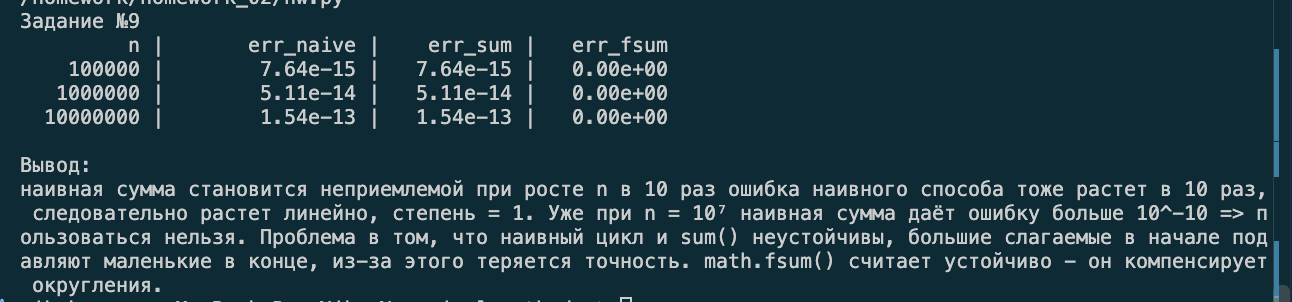 /homework/homework_02/hw.py
Задание №9
n | err_naive | err_sum | err_fsum
100000 | 7.64e-15 | 7.64e-15 | 0.00e+00
1000000 | 5.11e-14 | 5.11e-14 | 0.00e+00
10000000 | 1.54e-13 | 1.54e-13 | 0.00e+00
Вывод:
наивная сумма становится неприемлемой при росте n в 10 раз ошибка наивного способа тоже растет в 10 раз,
следовательно растет линейно, степень = 1. Уже при n = 10⁷ наивная сумма даёт ошибку больше 10^-10 => п
ользоваться нельзя. Проблема в том, что наивный цикл и sum() неустойчивы, большие слагаемые в начале под
авляют маленькие в конце, из-за этого теряется точность. math.fsum() считает устойчиво – он компенсирует
округления.